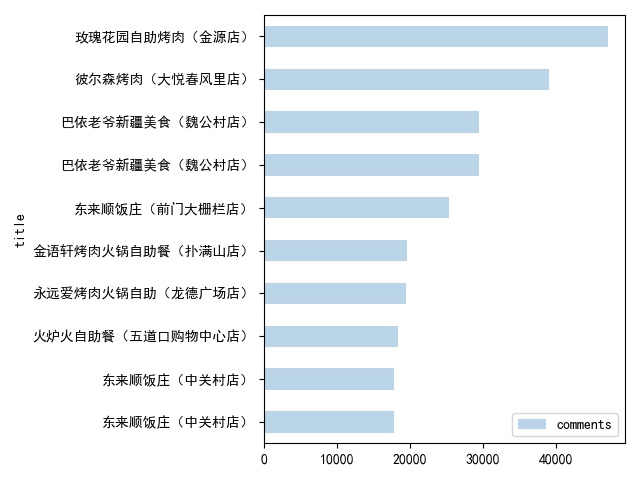 玫瑰花园自助烤肉（金源店）
彼尔森烤肉（大悦春风里店）
巴依老爷新疆美食（魏公村店）
巴依老爷新疆美食（魏公村店）
东来顺饭庄（前门大栅栏店）
金语轩烤肉火锅自助餐（扑满山店）
永远爱烤肉火锅自助（龙德广场店）
火炉火自助餐（五道口购物中心店）
东来顺饭庄（中关村店）
东来顺饭庄（中关村店）
title
comments
0 10000 20000 30000 40000